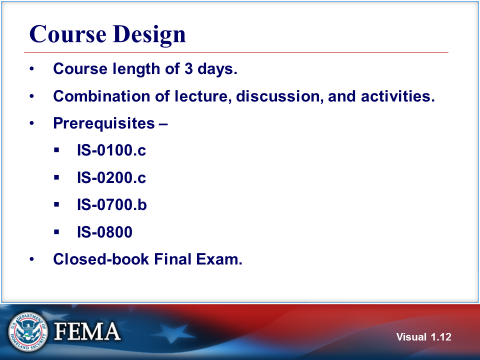 Course Design
• Course length of 3 days.
• Combination of lecture, discussion, and activities.
• Prerequisites –
▪ IS-0100.c
▪ IS-0200.c
▪ IS-0700.b
▪ IS-0800
• Closed-book Final Exam.
FEMA
Visual 1.12